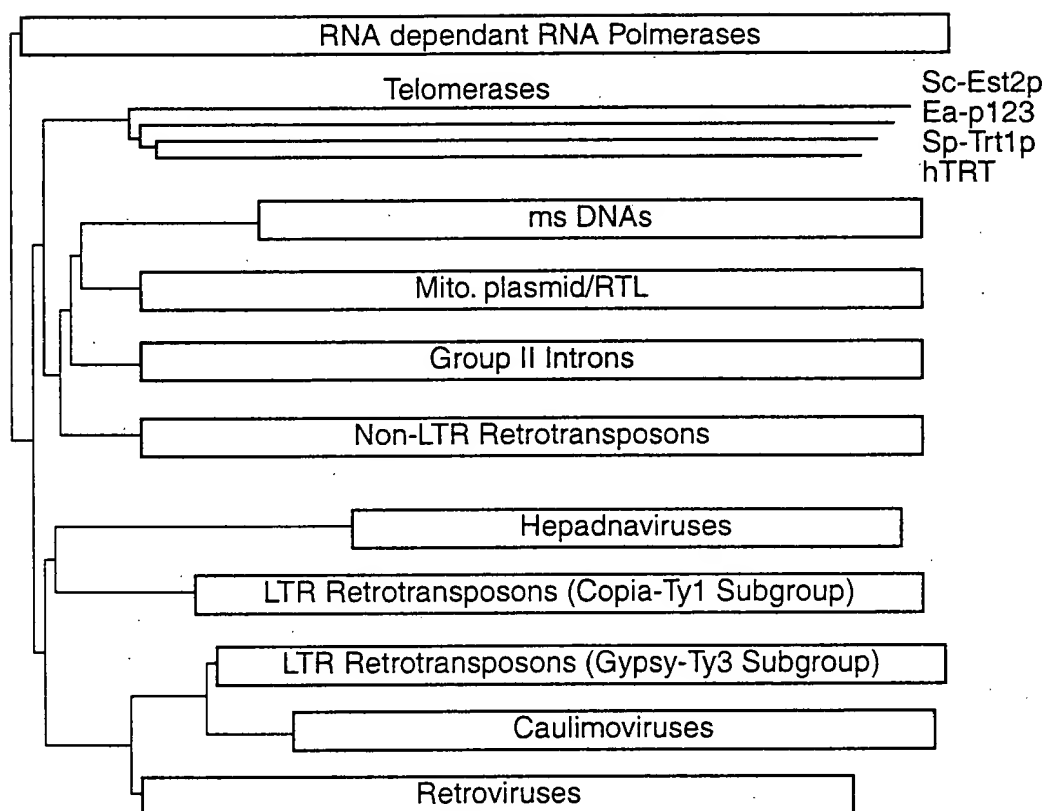 RNA dependant RNA Polmerases
Telomerases
Sc-Est2p
Ea-p123
Sp-Trt1p
hTRT
ms DNAs
Mito. plasmid/RTL
Group II Introns
Non-LTR Retrotransposons
Hepadnaviruses
LTR Retrotransposons (Copia-Ty1 Subgroup)
LTR Retrotransposons (Gypsy-Ty3 Subgroup)
Caulimoviruses
Retroviruses